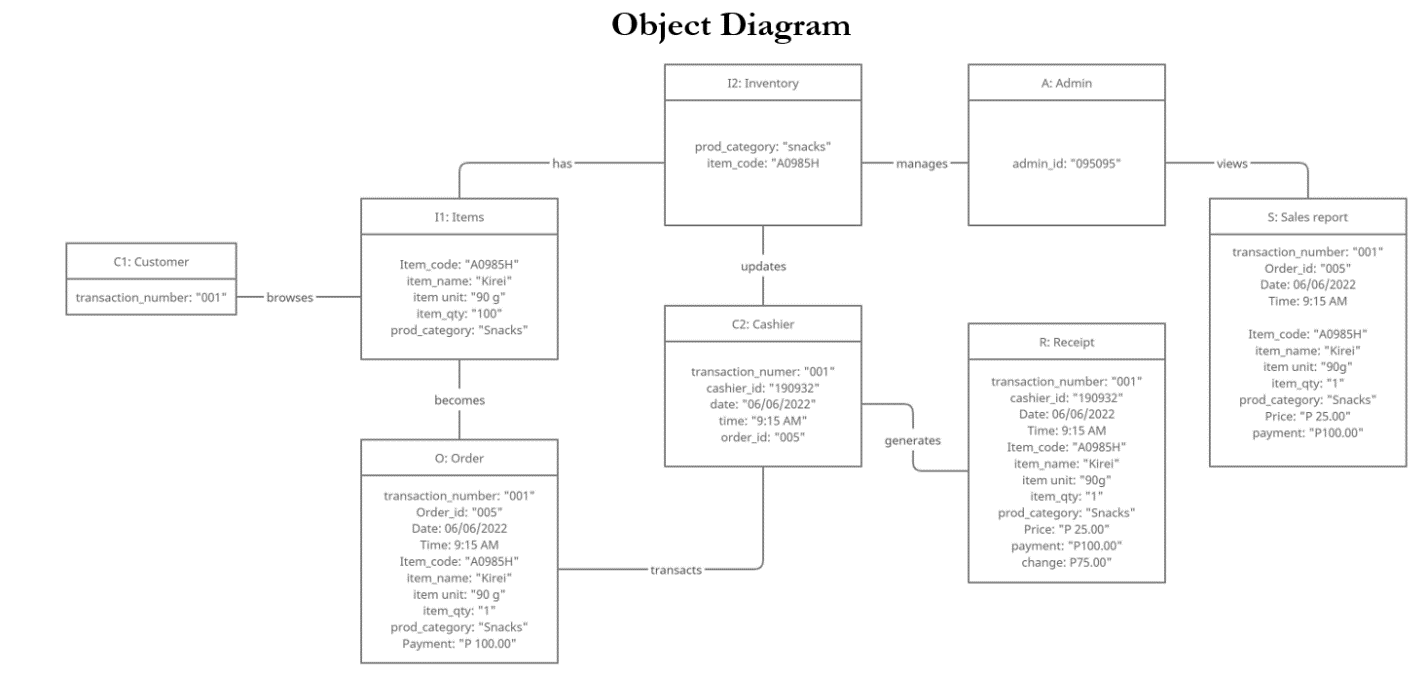 Object Diagram
I2: Inventory
prod_category: "snacks"
item_code: "A0985H
A: Admin
admin_id: "095095"
has
manages
views
I1: Items
Item_code: "A0985H"
item_name: "Kirei"
item unit: "90 g"
item_qty: "100"
prod_category: "Snacks"
C1: Customer
transaction_number: "001"
browses
updates
S: Sales report
transaction_number: "001"
Order_id: "005"
Date: 06/06/2022
Time: 9:15 AM
Item_code: "A0985H"
item_name: "Kirei"
item unit: "90g"
item_qty: "1"
prod_category: "Snacks"
Price: "P 25.00"
payment: "P100.00"
C2: Cashier
transaction_numer: "001"
cashier_id: "190932"
date: "06/06/2022"
time: "9:15 AM"
order_id: "005"
R: Receipt
transaction_number: "001"
cashier_id: "190932"
Date: 06/06/2022
Time: 9:15 AM
Item_code: "A0985H"
item_name: "Kirei"
item unit: "90g"
item_qty: "1"
prod_category: "Snacks"
Price: "P 25.00"
payment: "P100.00"
change: P75.00"
becomes
generates
O: Order
transaction_number: "001"
Order_id: "005"
Date: 06/06/2022
Time: 9:15 AM
Item_code: "A0985H"
item_name: "Kirei"
item unit: "90 g"
item_qty: "1"
prod_category: "Snacks"
Payment: "P 100.00"
transacts